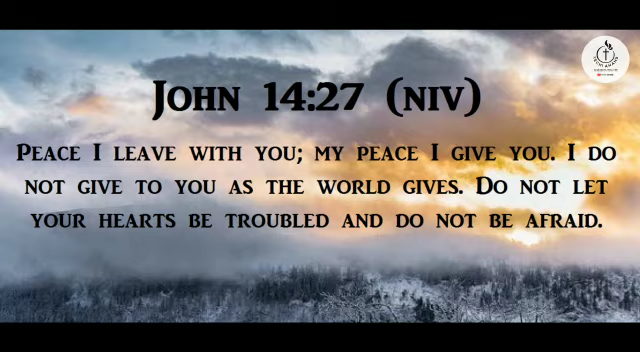 John 14:27 (NIV)
Peace I leave with you; my peace I give you. I do
not give to you as the world gives. Do not let
your hearts be troubled and do not be afraid.